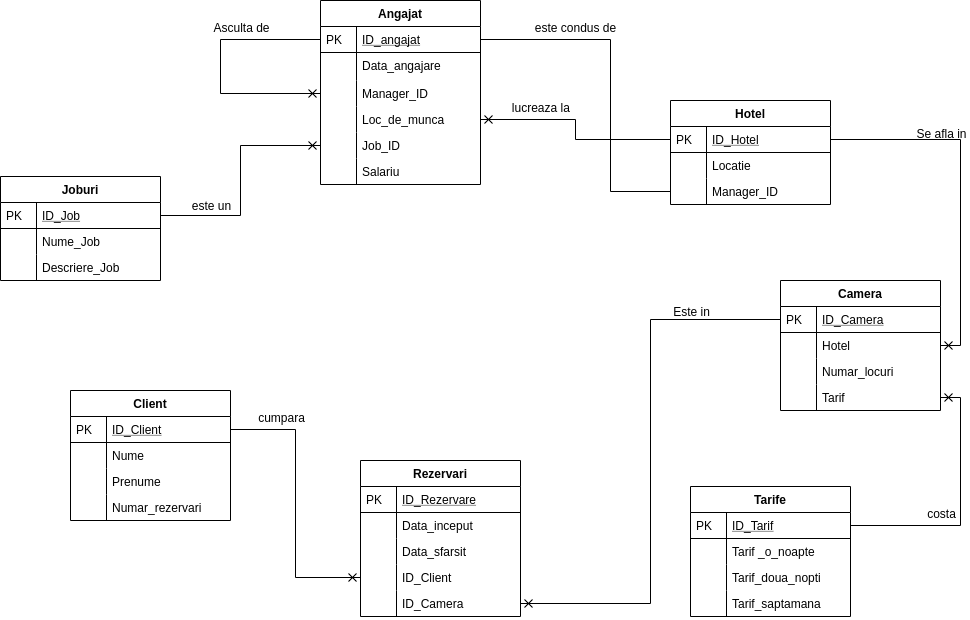 Angajat
PK ID_angajat
Data_angajare
Manager_ID
Loc_de_munca
Job_ID
Salariu
Asculta de
este condus de
lucreaza la
Hotel
PK ID_Hotel
Locatie
Manager_ID
Se afla in
Joburi
PK ID_Job
Nume_Job
Descriere_Job
este un
Camera
PK ID_Camera
Hotel
Numar_locuri
Tarif
Este in
Client
PK ID_Client
Nume
Prenume
Numar_rezervari
cumpara
Rezervari
PK ID_Rezervare
Data_inceput
Data_sfarsit
ID_Client
ID_Camera
Tarife
PK ID_Tarif
Tarif _o_noapte
Tarif_doua_nopti
Tarif_saptamana
costa